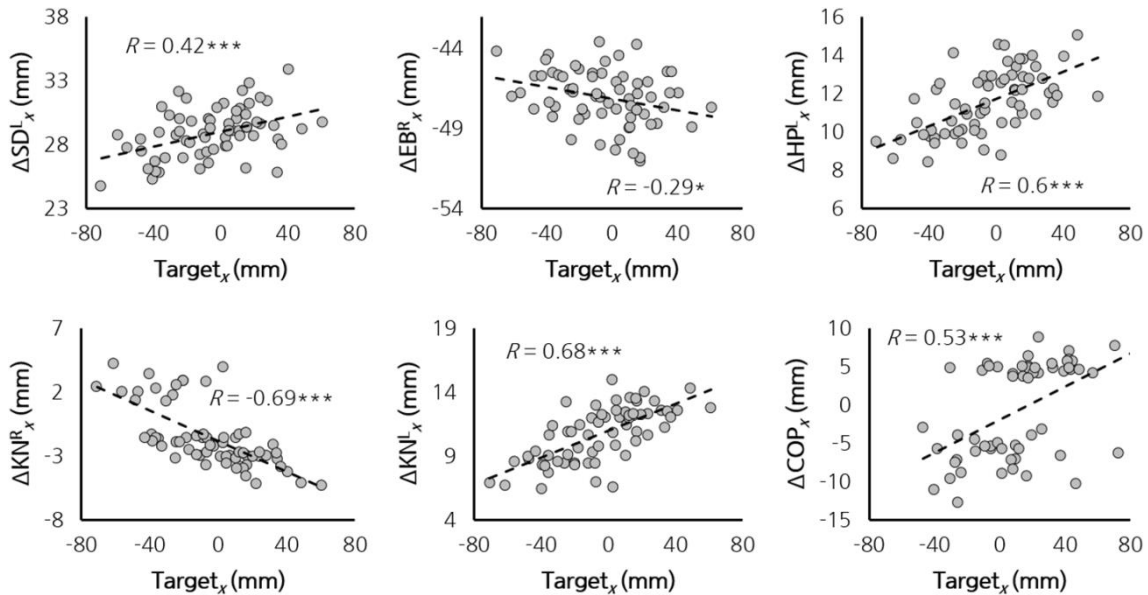 ΔSDᴸₓ (mm)
38
33
28
23
R = 0.42***
-80 -40 0 40 80
Targetₓ (mm)
ΔEBᴿₓ (mm)
-44
-49
-54
R = -0.29*
-80 -40 0 40 80
Targetₓ (mm)
ΔHPᴸₓ (mm)
16
14
12
10
8
6
R = 0.6***
-80 -40 0 40 80
Targetₓ (mm)
ΔKNᴿₓ (mm)
7
2
-3
-8
R = -0.69***
-80 -40 0 40 80
Targetₓ (mm)
ΔKNᴸₓ (mm)
19
14
9
4
R = 0.68***
-80 -40 0 40 80
Targetₓ (mm)
ΔCOPₓ (mm)
10
5
0
-5
-10
-15
R = 0.53***
-80 -40 0 40 80
Targetₓ (mm)